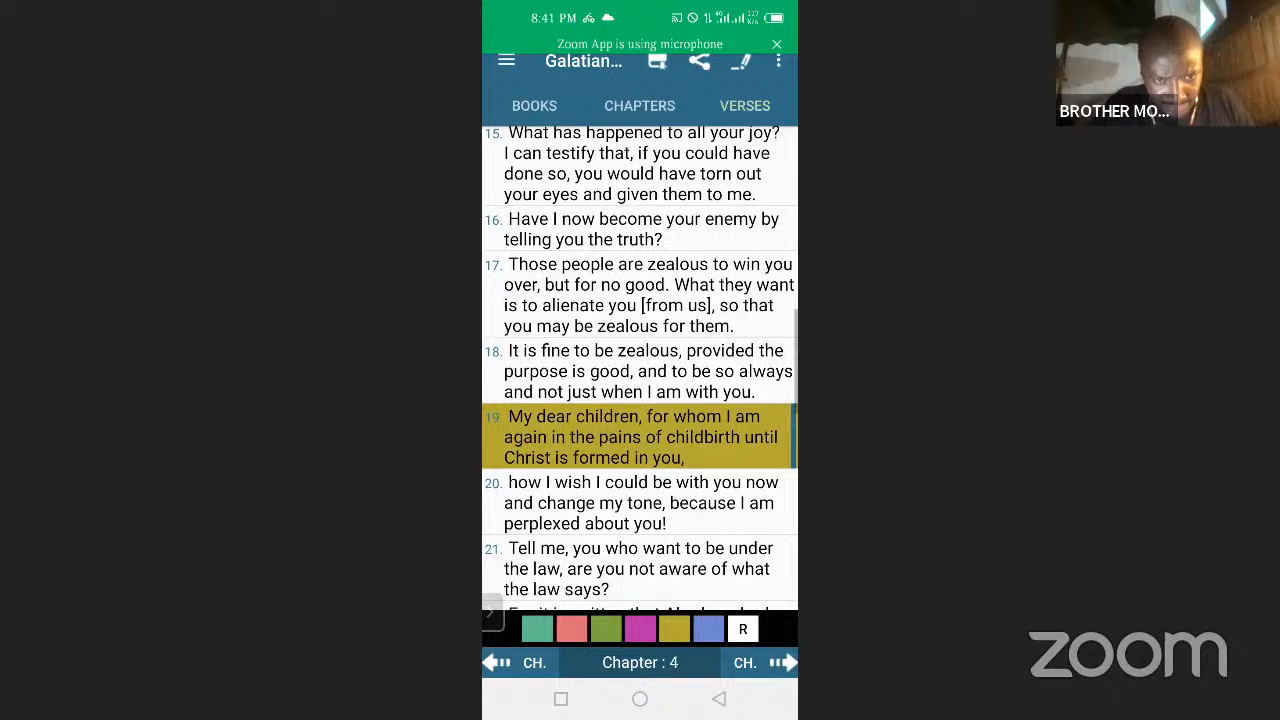 8:41 PM
4G
127
K/s
Zoom App is using microphone
Galatian...
BOOKS CHAPTERS VERSES
15. What has happened to all your joy?
I can testify that, if you could have
done so, you would have torn out
your eyes and given them to me.
16. Have I now become your enemy by
telling you the truth?
17. Those people are zealous to win you
over, but for no good. What they want
is to alienate you [from us], so that
you may be zealous for them.
18. It is fine to be zealous, provided the
purpose is good, and to be so always
and not just when I am with you.
19. My dear children, for whom I am
again in the pains of childbirth until
Christ is formed in you,
20. how I wish I could be with you now
and change my tone, because I am
perplexed about you!
21. Tell me, you who want to be under
the law, are you not aware of what
the law says?
R
CH. Chapter : 4 CH.
BROTHER MO...
zoom